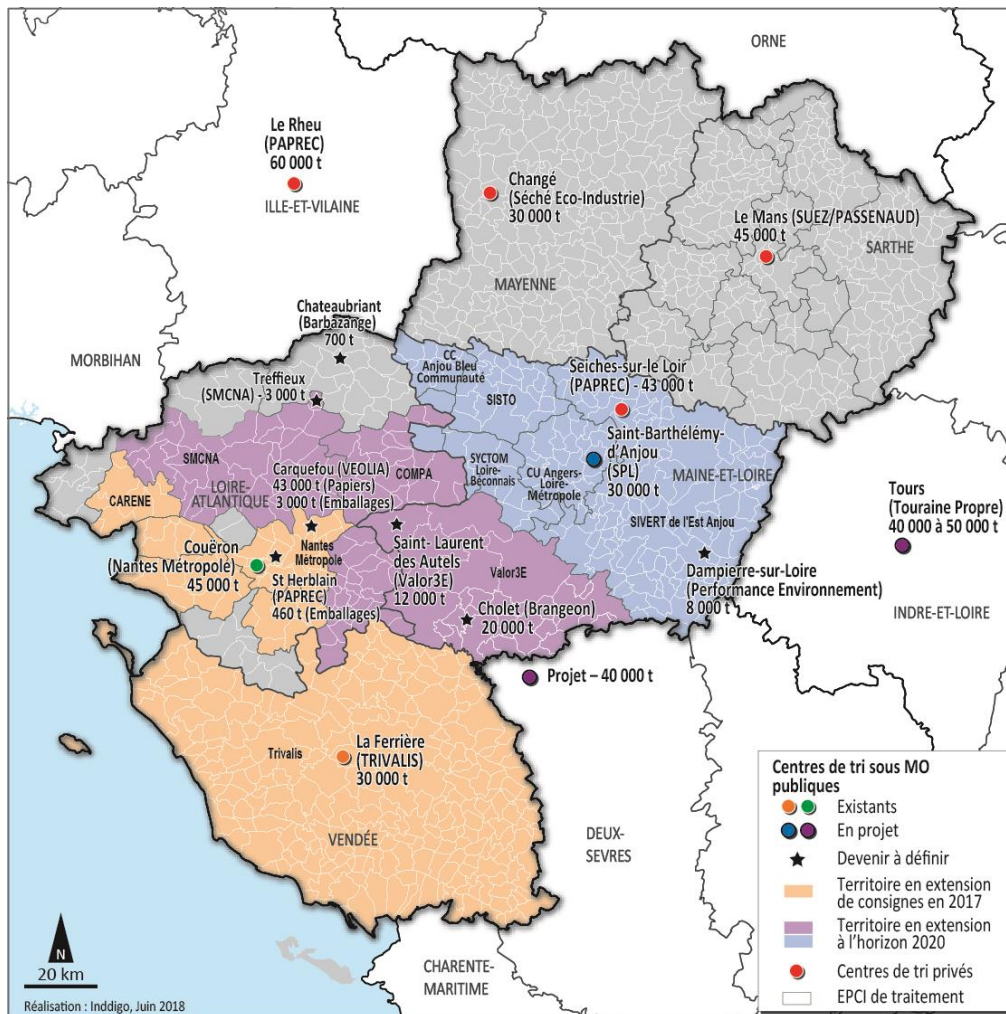 ORNE
Le Rheu
(PAPREC)
60 000 t
ILLE-ET-VILAINE
Changé
(Séché Eco-Industrie)
30 000 t
Le Mans (SUEZ/PASSENAUD)
45 000 t
SARTHE
MAYENNE
Chateaubriant
(Barbazange)
700 t
MORBIHAN
CC
Anjou Bleu
Communauté
Treffieux
(SMCNA) - 3 000 t
SISTO
Seiches-sur-le Loir
(PAPREC) - 43 000 t
Saint-Barthélémy-
d'Anjou
(SPL)
30 000 t
SMCNA
Carquefou (VEOLIA)
43 000 t (Papiers)
3 000 t (Emballages)
COMPA
SYCTOM
Loire-
Béconnais
CU Angers-
Loire-
Métropole
MAINE-ET-LOIRE
LOIRE-
ATLANTIQUE
CARENE
Tours
(Touraine Propre)
40 000 à 50 000 t
SIVERT de l'Est Anjou
Couëron
(Nantes Métropole)
45 000 t
Nantes
Métropole
Saint- Laurent
des Autels
(Valor3E)
12 000 t
Valor3E
Dampierre-sur-Loire
(Performance Environnement)
8 000 t
St Herblain
(PAPREC)
460 t (Emballages)
Cholet (Brangeon)
20 000 t
INDRE-ET-LOIRE
Projet – 40 000 t
Trivalis
La Ferrière
(TRIVALIS)
30 000 t
VENDÉE
DEUX-
SEVRES
CHARENTE-
MARITIME
Centres de tri sous MO
publiques
Existants
En projet
Devenir à définir
Territoire en extension
de consignes en 2017
Territoire en extension
à l'horizon 2020
Centres de tri privés
EPCI de traitement
N
20 km
Réalisation : Inddigo, Juin 2018